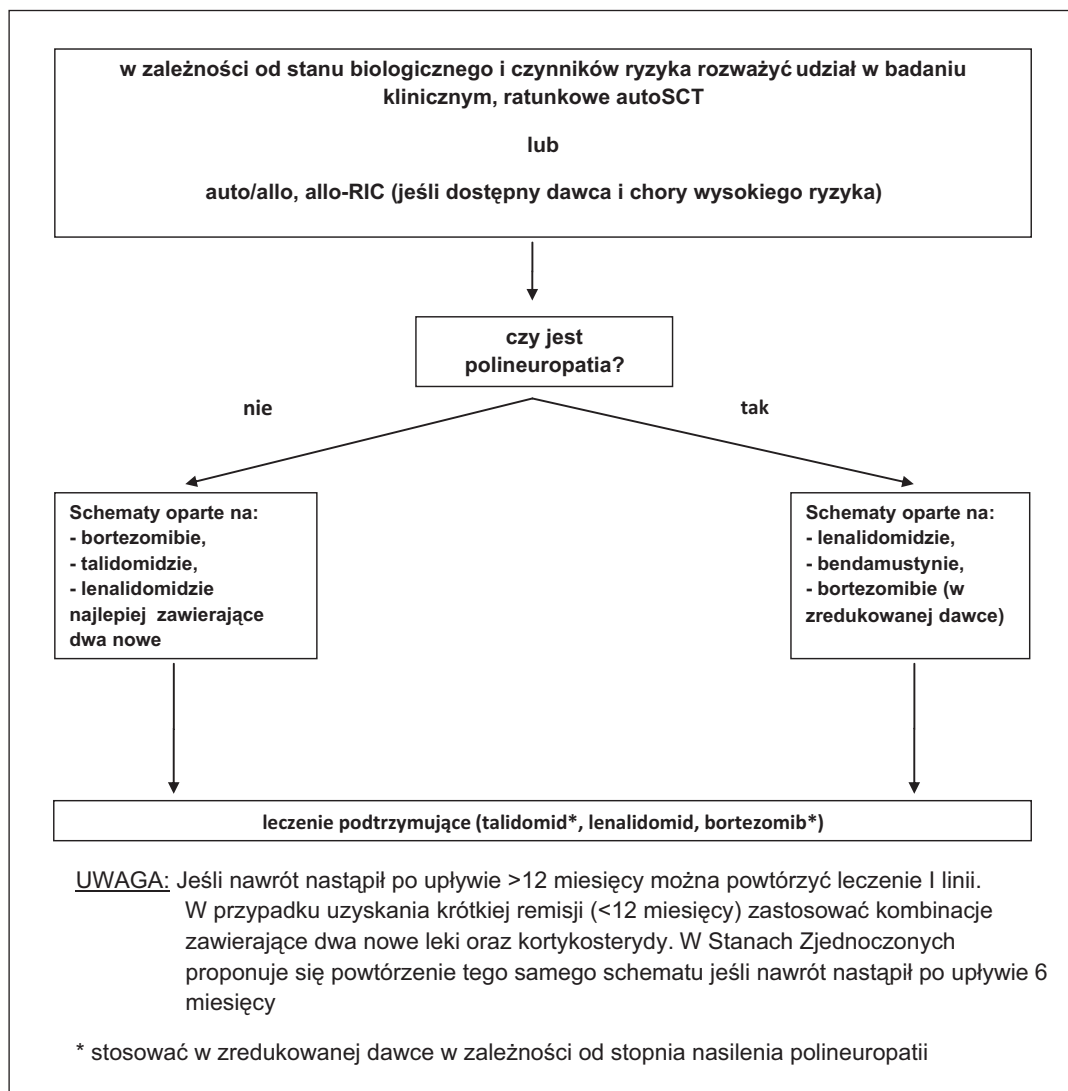 w zależności od stanu biologicznego i czynników ryzyka rozważyć udział w badaniu
klinicznym, ratunkowe autoSCT
lub
auto/allo, allo-RIC (jeśli dostępny dawca i chory wysokiego ryzyka)
czy jest
polineuropatia?
nie
tak
Schematy oparte na:
- bortezomibie,
- talidomidzie,
- lenalidomidzie
najlepiej zawierające
dwa nowe
Schematy oparte na:
- lenalidomidzie,
- bendamustynie,
- bortezomibie (w
zredukowanej dawce)
leczenie podtrzymujące (talidomid*, lenalidomid, bortezomib*)
UWAGA: Jeśli nawrót nastąpił po upływie >12 miesięcy można powtórzyć leczenie I linii.
W przypadku uzyskania krótkiej remisji (<12 miesięcy) zastosować kombinacje
zawierające dwa nowe leki oraz kortykosterydy. W Stanach Zjednoczonych
proponuje się powtórzenie tego samego schematu jeśli nawrót nastąpił po upływie 6
miesięcy
* stosować w zredukowanej dawce w zależności od stopnia nasilenia polineuropatii